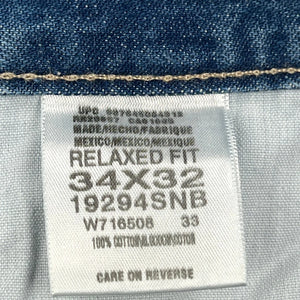 UPC
MADE/HECHO/FABRIQUE
MEXICO/MEXICO/MEXIQUE
RELAXED FIT
34X32
19294SNB
W716508 33
100% COTTON/ALGODON/COTON
CARE ON REVERSE